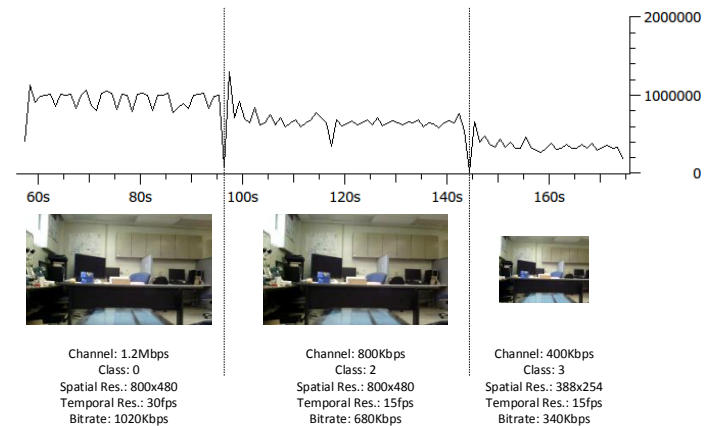 2000000
1000000
0
60s 80s 100s 120s 140s 160s
Channel: 1.2Mbps
Class: 0
Spatial Res.: 800x480
Temporal Res.: 30fps
Bitrate: 1020Kbps
Channel: 800Kbps
Class: 2
Spatial Res.: 800x480
Temporal Res.: 15fps
Bitrate: 680Kbps
Channel: 400Kbps
Class: 3
Spatial Res.: 388x254
Temporal Res.: 15fps
Bitrate: 340Kbps